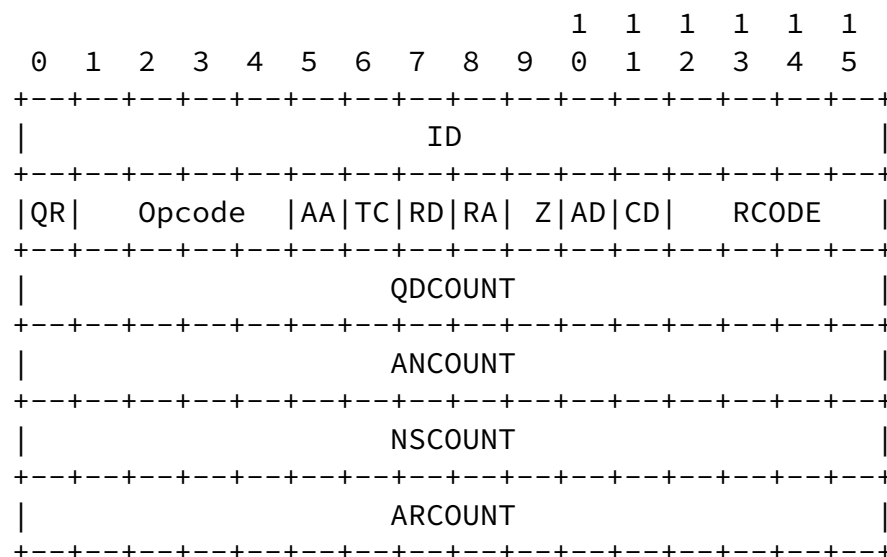 1  1  1  1  1  1
  0  1  2  3  4  5  6  7  8  9  0  1  2  3  4  5
+--+--+--+--+--+--+--+--+--+--+--+--+--+--+--+--+
|                      ID                       |
+--+--+--+--+--+--+--+--+--+--+--+--+--+--+--+--+
|QR|   Opcode  |AA|TC|RD|RA| Z|AD|CD|   RCODE   |
+--+--+--+--+--+--+--+--+--+--+--+--+--+--+--+--+
|                    QDCOUNT                    |
+--+--+--+--+--+--+--+--+--+--+--+--+--+--+--+--+
|                    ANCOUNT                    |
+--+--+--+--+--+--+--+--+--+--+--+--+--+--+--+--+
|                    NSCOUNT                    |
+--+--+--+--+--+--+--+--+--+--+--+--+--+--+--+--+
|                    ARCOUNT                    |
+--+--+--+--+--+--+--+--+--+--+--+--+--+--+--+--+